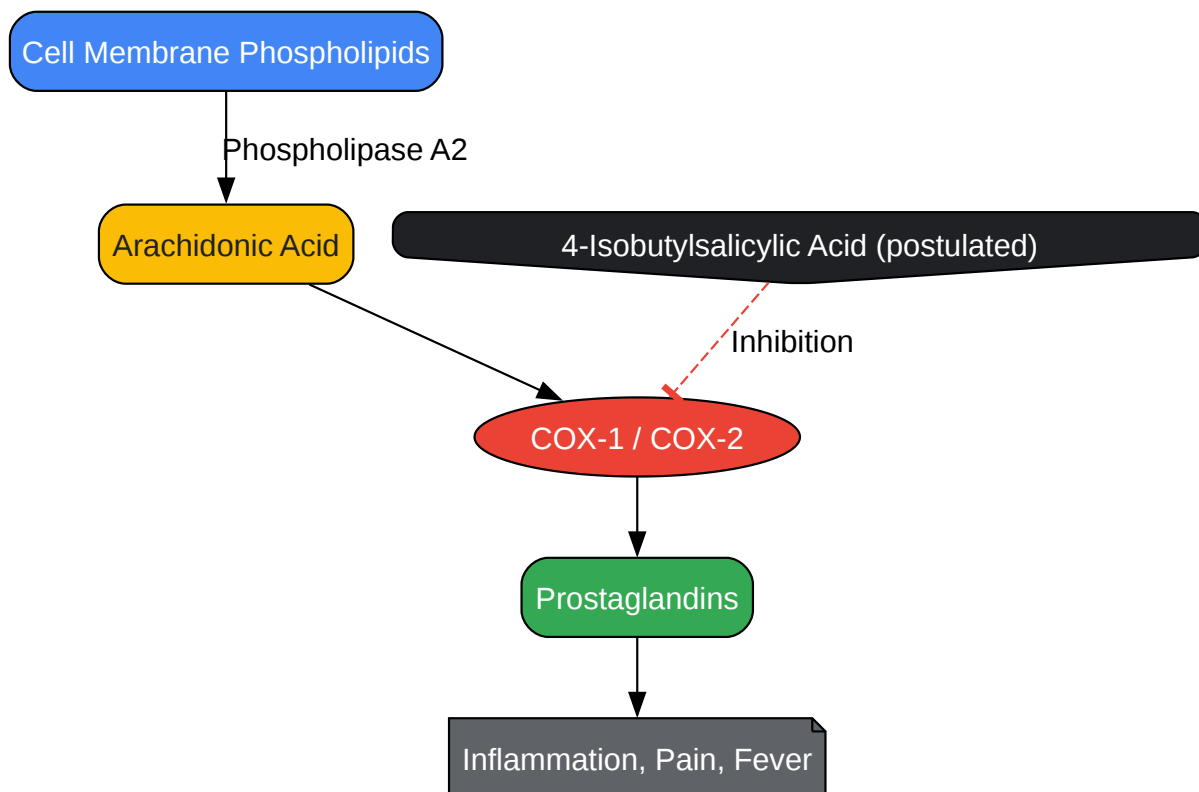 Cell Membrane Phospholipids
Phospholipase A2
Arachidonic Acid
4-Isobutylsalicylic Acid (postulated)
Inhibition
COX-1 / COX-2
Prostaglandins
Inflammation, Pain, Fever